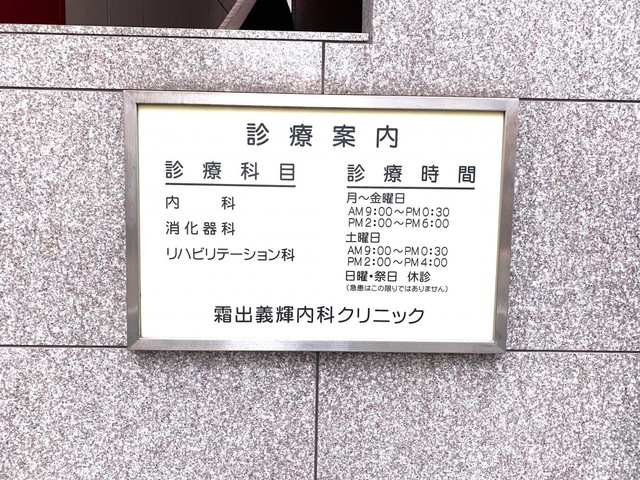 診療案内
診療科目
内　科
消化器科
リハビリテーション科
診療時間
月〜金曜日
AM9:00〜PM0:30
PM2:00〜PM6:00
土曜日
AM9:00〜PM0:30
PM2:00〜PM4:00
日曜・祭日　休診
（急患はこの限りではありません）
霜出義輝内科クリニック